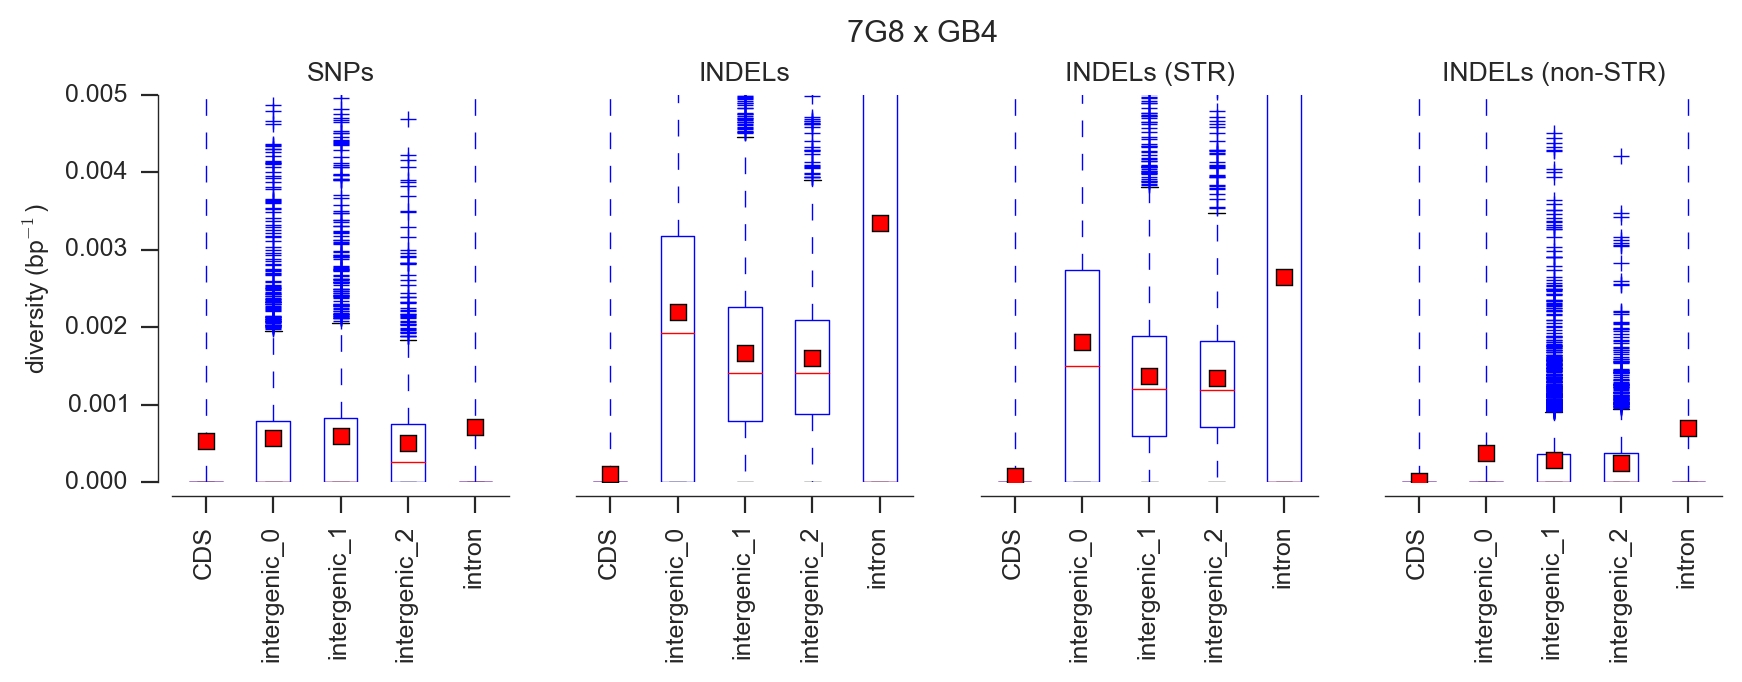 7G8 x GB4
SNPs
INDELs
INDELs (STR)
INDELs (non-STR)
diversity (bp⁻¹)
0.005
0.004
0.003
0.002
0.001
0.000
CDS
intergenic_0
intergenic_1
intergenic_2
intron
CDS
intergenic_0
intergenic_1
intergenic_2
intron
CDS
intergenic_0
intergenic_1
intergenic_2
intron
CDS
intergenic_0
intergenic_1
intergenic_2
intron